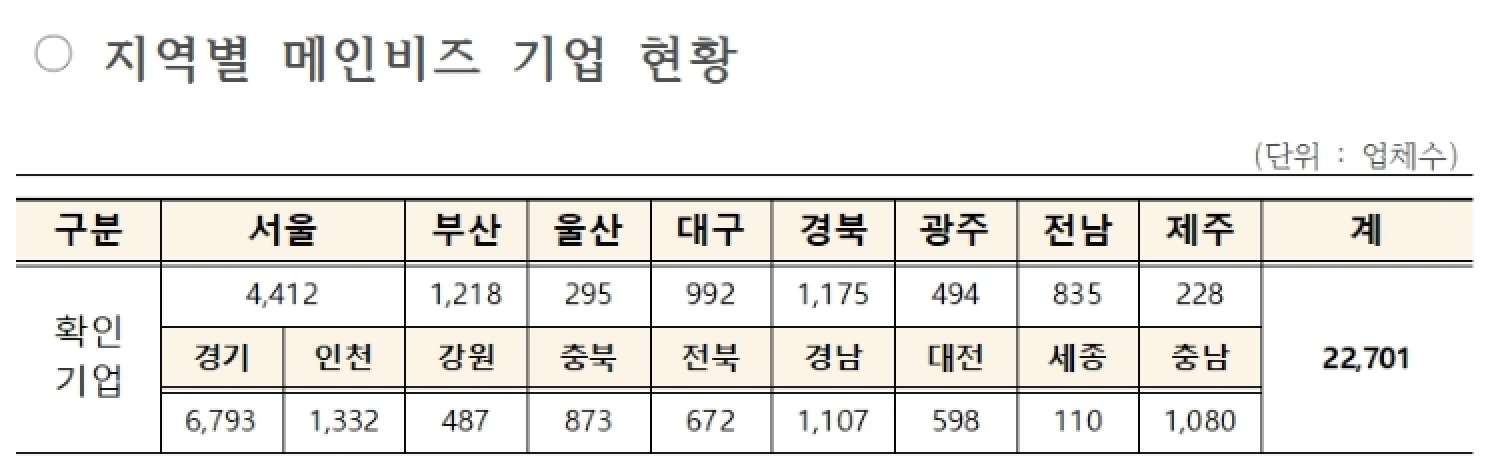 ○ 지역별 메인비즈 기업 현황
(단위 : 업체수)
구분 서울 부산 울산 대구 경북 광주 전남 제주 계
확인 기업 4,412 1,218 295 992 1,175 494 835 228 22,701
경기 인천 강원 충북 전북 경남 대전 세종 충남
6,793 1,332 487 873 672 1,107 598 110 1,080